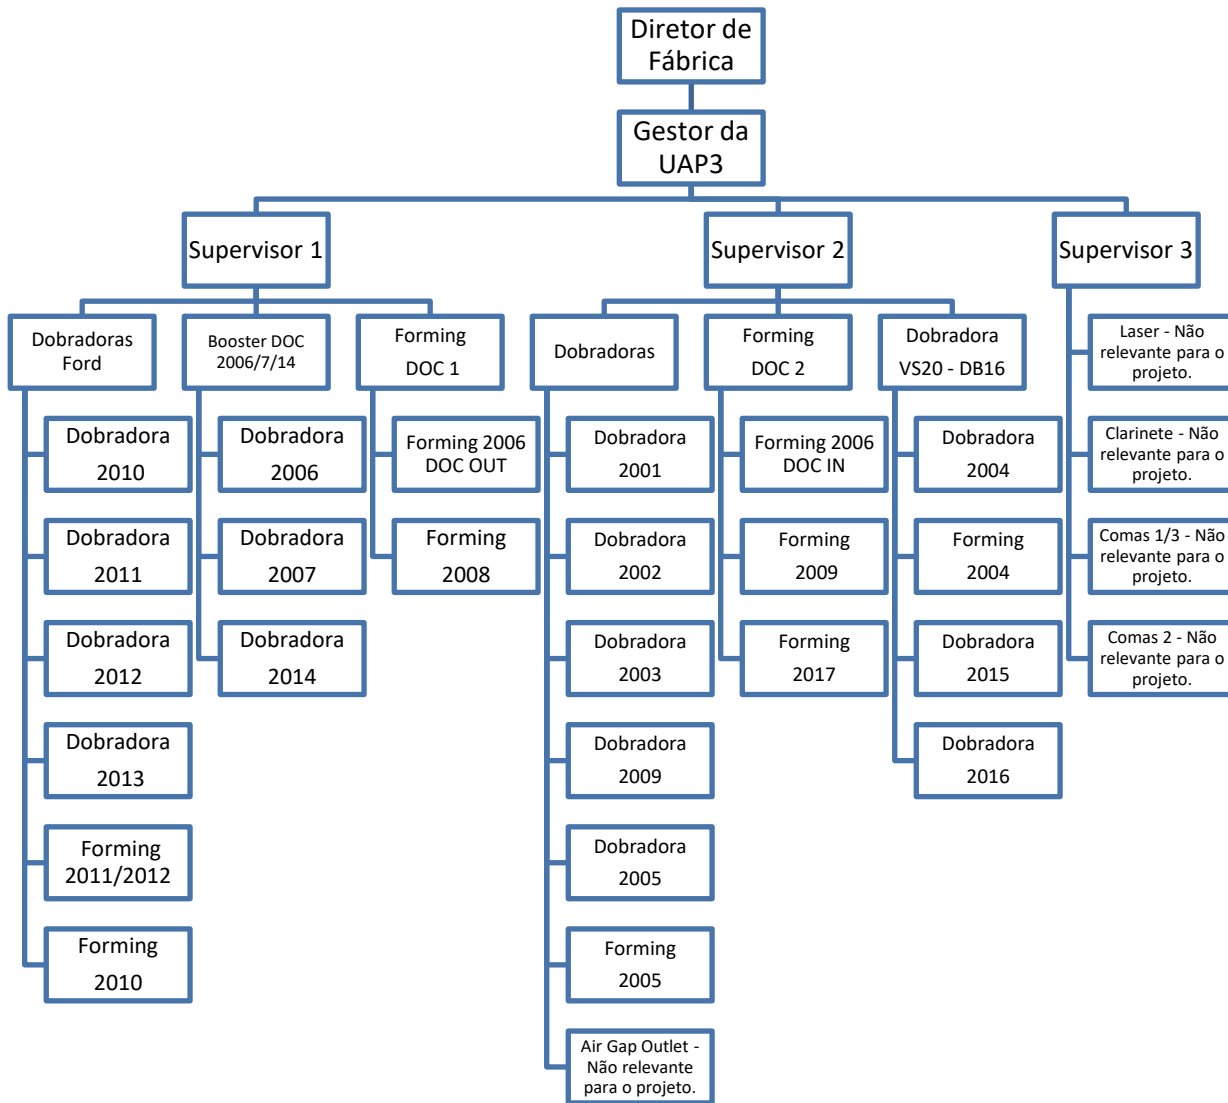 Diretor de
Fábrica
Gestor da
UAP3
Supervisor 1
Supervisor 2
Supervisor 3
Dobradoras
Ford
Booster DOC
2006/7/14
Forming
DOC 1
Dobradoras
Forming
DOC 2
Dobradora
VS20 - DB16
Laser - Não
relevante para o
projeto.
Dobradora
2010
Dobradora
2006
Forming 2006
DOC OUT
Dobradora
2001
Forming 2006
DOC IN
Dobradora
2004
Clarinete - Não
relevante para o
projeto.
Dobradora
2011
Dobradora
2007
Forming
2008
Dobradora
2002
Forming
2009
Forming
2004
Comas 1/3 - Não
relevante para o
projeto.
Dobradora
2012
Dobradora
2014
Dobradora
2003
Forming
2017
Dobradora
2015
Comas 2 - Não
relevante para o
projeto.
Dobradora
2013
Dobradora
2009
Dobradora
2016
Forming
2011/2012
Dobradora
2005
Forming
2010
Forming
2005
Air Gap Outlet -
Não relevante
para o projeto.